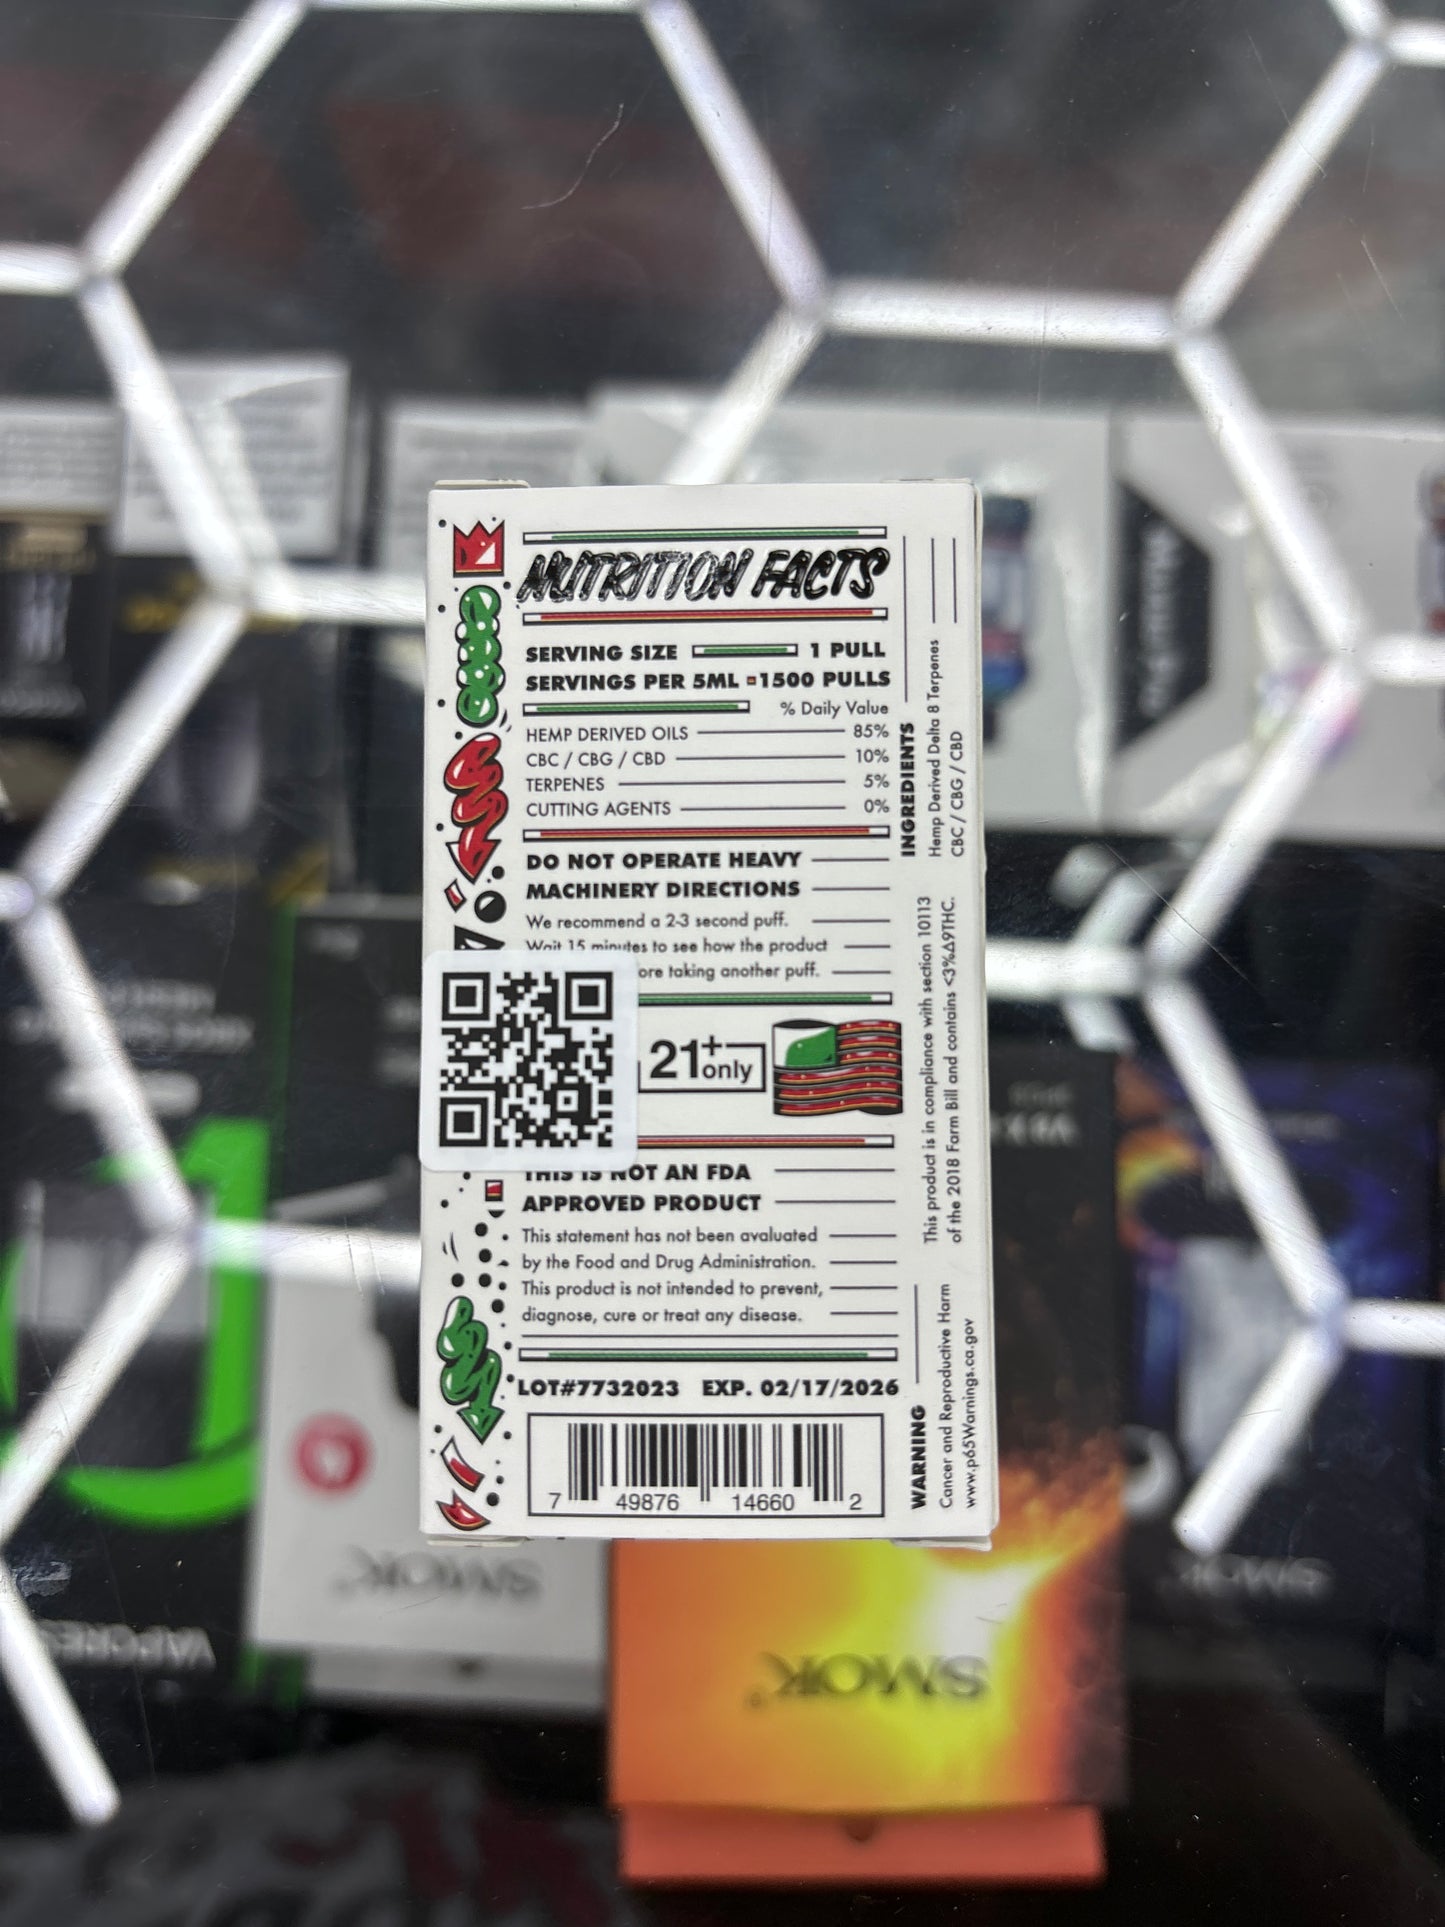 NUTRITION FACTS
SERVING SIZE 1 PULL
SERVINGS PER 5ML 1500 PULLS
% Daily Value
HEMP DERIVED OILS 85%
CBC / CBG / CBD 10%
TERPENES 5%
CUTTING AGENTS 0%
DO NOT OPERATE HEAVY
MACHINERY DIRECTIONS
We recommend a 2-3 second puff.
Wait 15 minutes to see how the product
ore taking another puff.
21+ only
THIS IS NOT AN FDA
APPROVED PRODUCT
This statement has not been evaluated
by the Food and Drug Administration.
This product is not intended to prevent,
diagnose, cure or treat any disease.
LOT#7732023 EXP. 02/17/2026
7 49876 14660 2
INGREDIENTS
Hemp Derived Delta 8 Terpenes
CBC / CBG / CBD
This product is in compliance with section 10113
of the 2018 Farm Bill and contains <3%Δ9THC.
WARNING
Cancer and Reproductive Harm
www.p65Warnings.ca.gov
SMOK
SMOK
SMOK